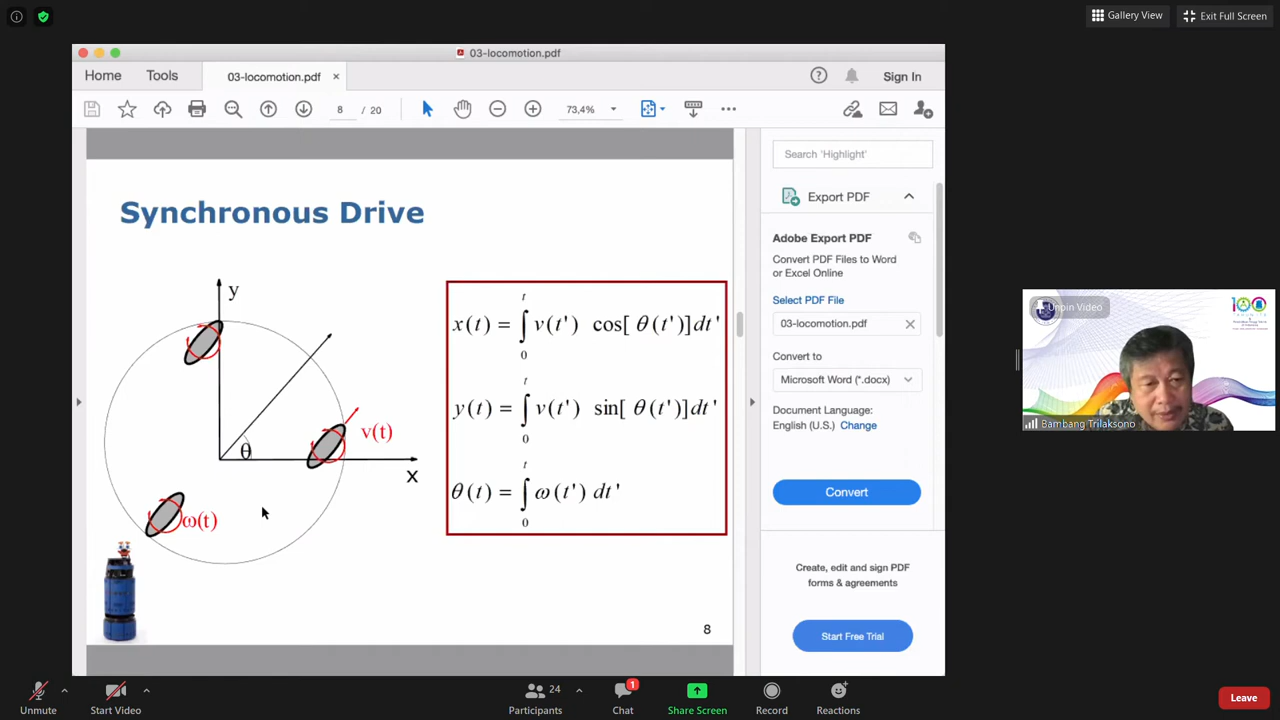 Gallery View
Exit Full Screen
03-locomotion.pdf
Home
Tools
03-locomotion.pdf
×
Sign In
8 / 20
73,4%
Synchronous Drive
y
x
θ
v(t)
ω(t)
x(t) = ∫₀ᵗ v(t') cos[ θ(t')]dt'
y(t) = ∫₀ᵗ v(t') sin[ θ(t')]dt'
θ(t) = ∫₀ᵗ ω(t') dt'
8
Search 'Highlight'
Export PDF
Adobe Export PDF
Convert PDF Files to Word
or Excel Online
Select PDF File
03-locomotion.pdf
Convert to
Microsoft Word (*.docx)
Document Language:
English (U.S.) Change
Convert
Create, edit and sign PDF
forms & agreements
Start Free Trial
Unpin Video
Bambang Trilaksono
Unmute
Start Video
24
Participants
1
Chat
Share Screen
Record
Reactions
Leave